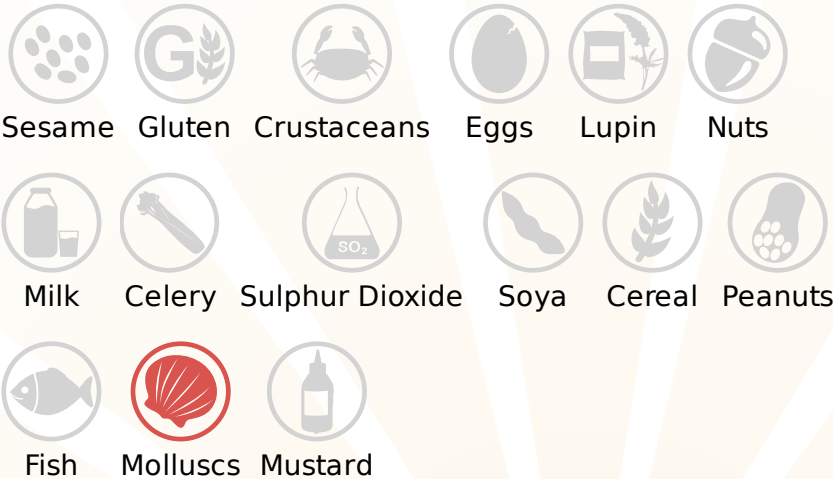 G
Sesame Gluten Crustaceans Eggs Lupin Nuts
SO₂
Milk Celery Sulphur Dioxide Soya Cereal Peanuts
Fish Molluscs Mustard